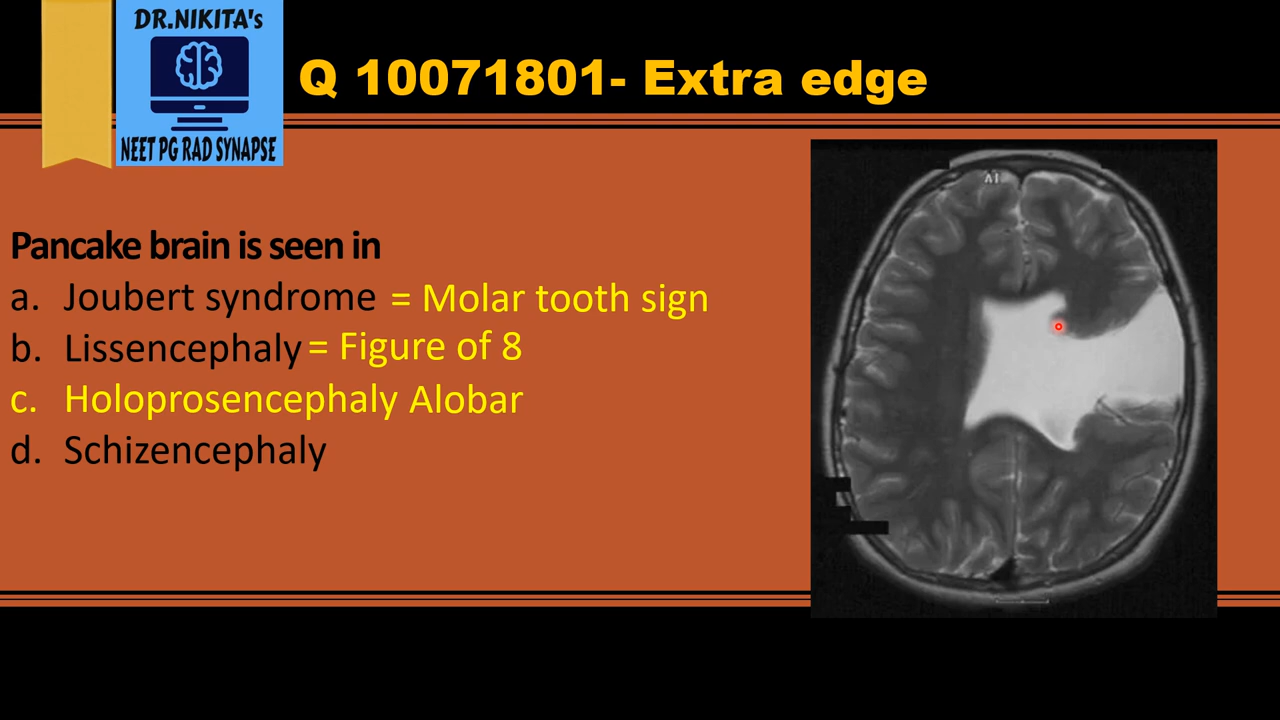 DR.NIKITA's
NEET PG RAD SYNAPSE
Q 10071801- Extra edge
Pancake brain is seen in
a. Joubert syndrome = Molar tooth sign
b. Lissencephaly = Figure of 8
c. Holoprosencephaly Alobar
d. Schizencephaly